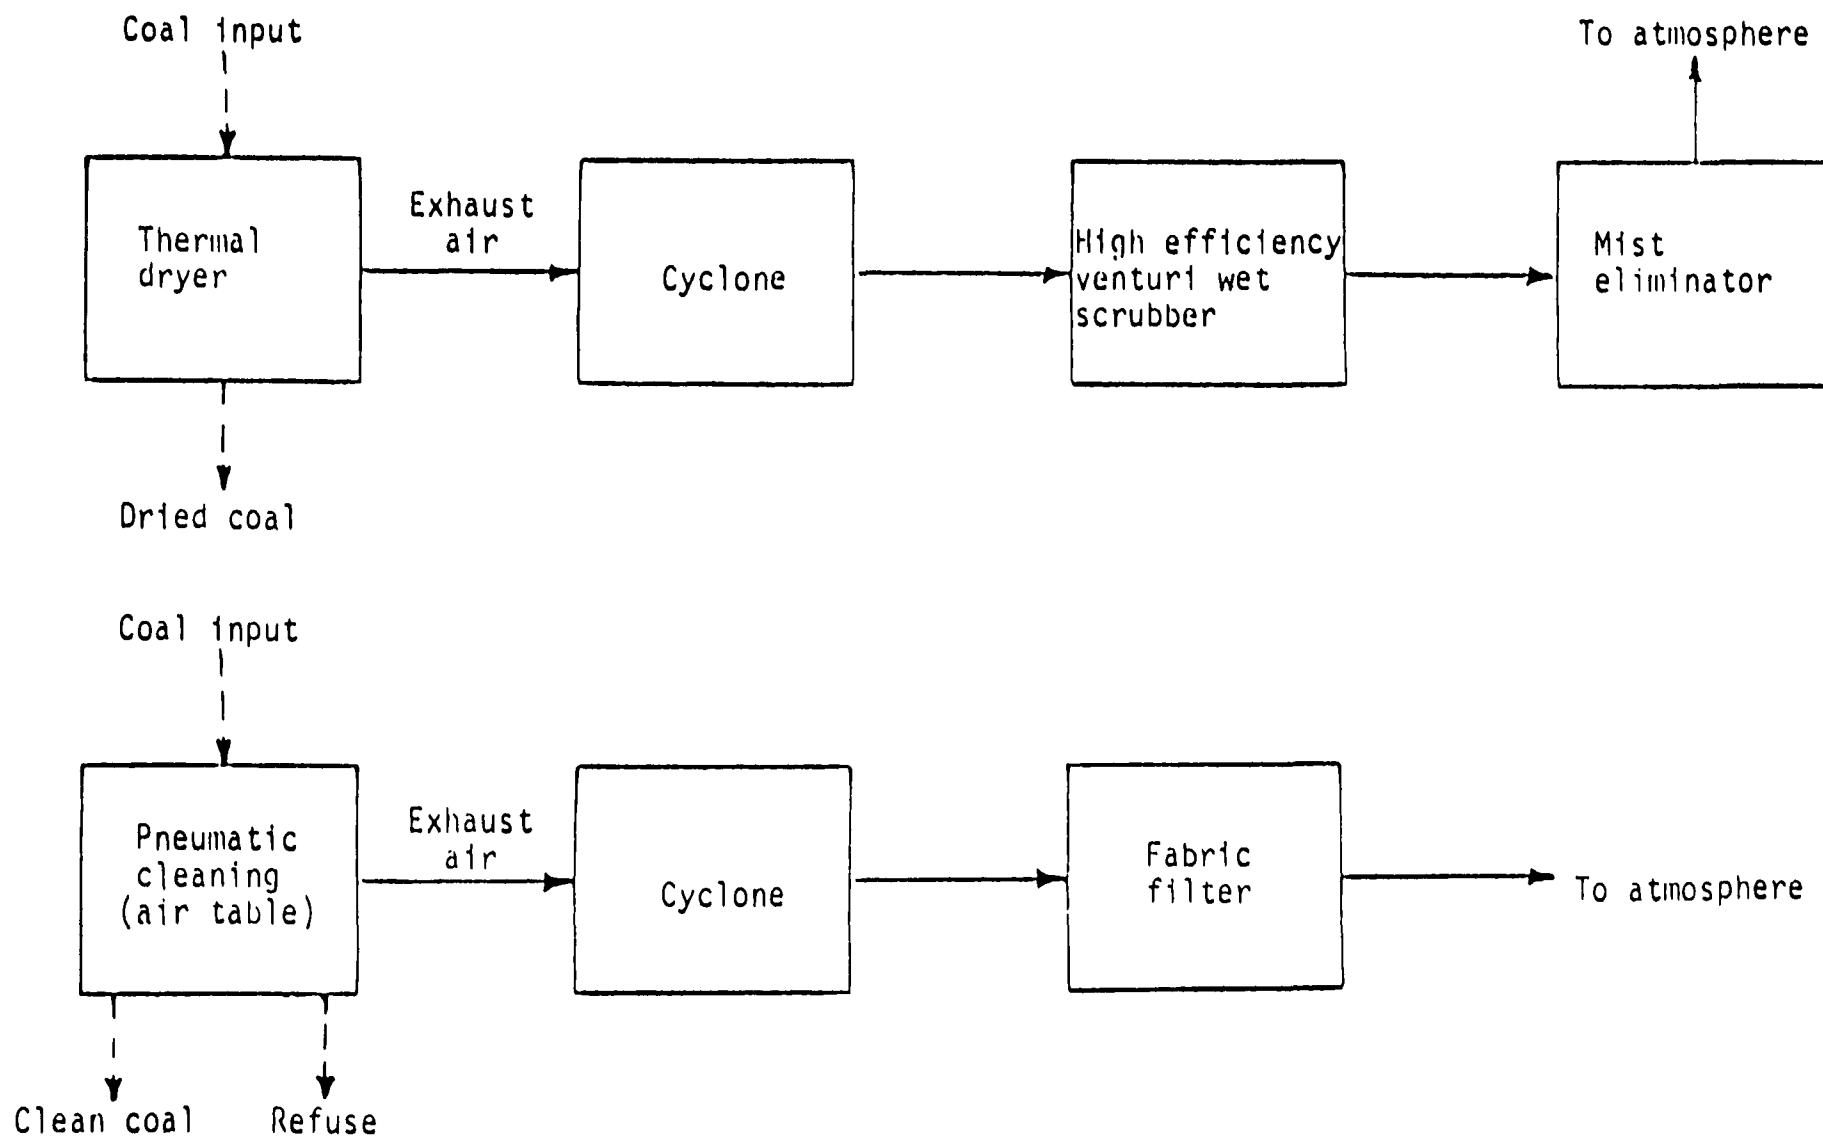 Coal input
To atmosphere
Thermal
dryer
Exhaust
air
Cyclone
High efficiency
venturi wet
scrubber
Mist
eliminator
Dried coal
Coal input
Pneumatic
cleaning
(air table)
Exhaust
air
Cyclone
Fabric
filter
To atmosphere
Clean coal
Refuse